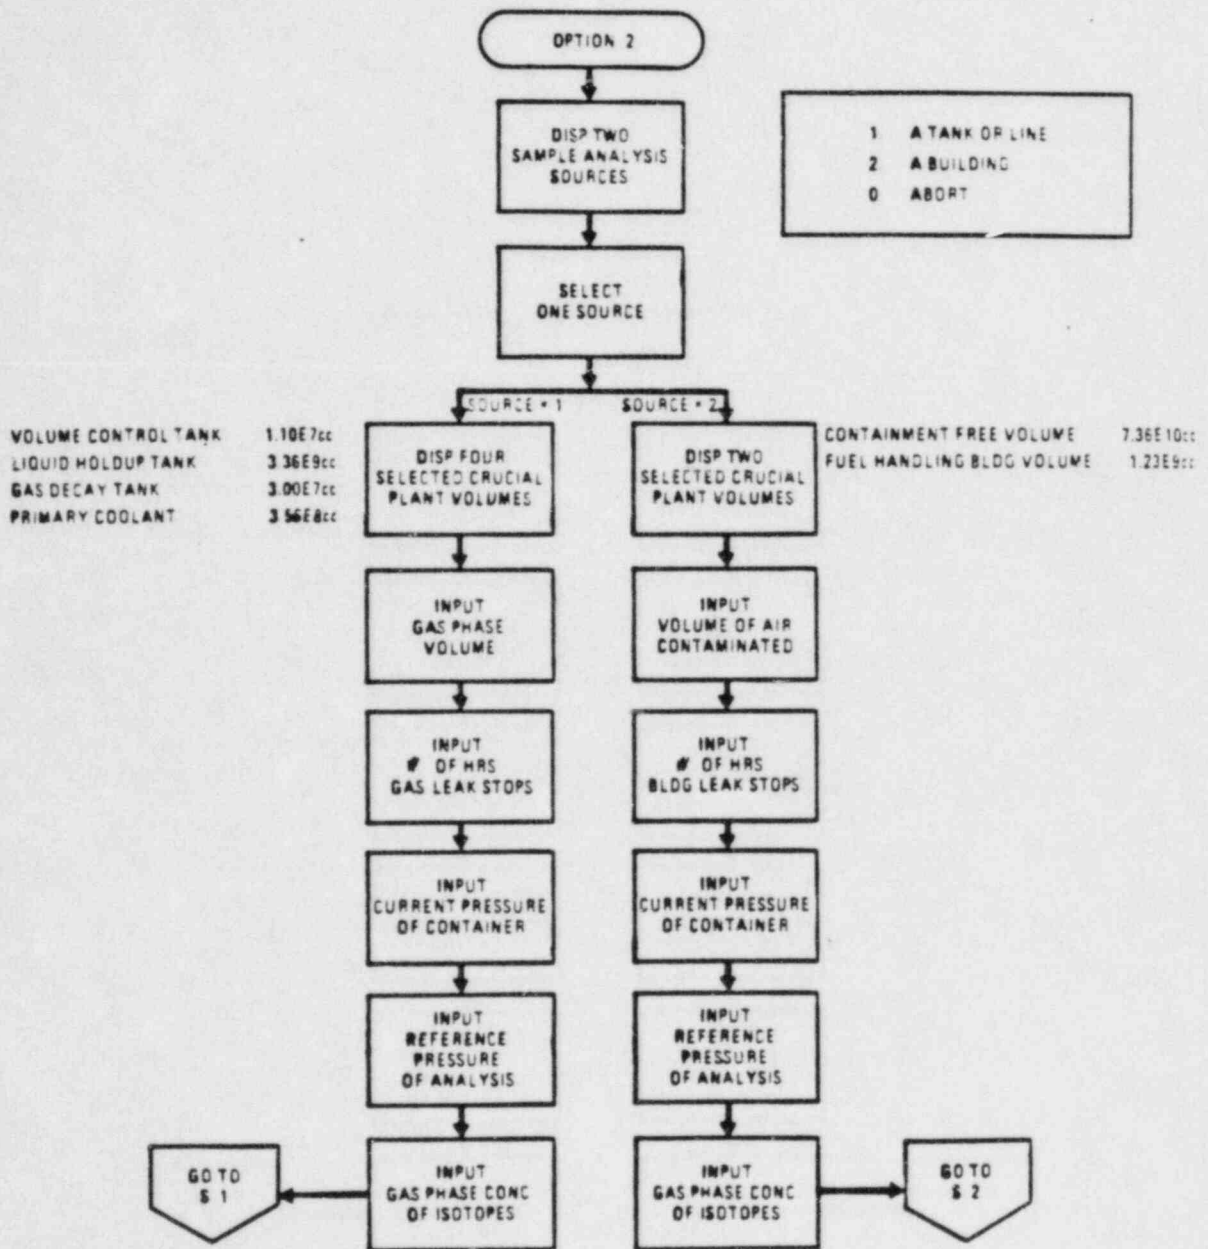 OPTION 2
DISP TWO
SAMPLE ANALYSIS
SOURCES
1 A TANK OR LINE
2 A BUILDING
0 ABORT
SELECT
ONE SOURCE
SOURCE = 1
SOURCE = 2
VOLUME CONTROL TANK 1.10E7cc
LIQUID HOLDUP TANK 3.36E9cc
GAS DECAY TANK 3.00E7cc
PRIMARY COOLANT 3.56E8cc
DISP FOUR
SELECTED CRUCIAL
PLANT VOLUMES
DISP TWO
SELECTED CRUCIAL
PLANT VOLUMES
CONTAINMENT FREE VOLUME 7.36E10cc
FUEL HANDLING BLDG VOLUME 1.23E9cc
INPUT
GAS PHASE
VOLUME
INPUT
VOLUME OF AIR
CONTAMINATED
INPUT
# OF HRS
GAS LEAK STOPS
INPUT
# OF HRS
BLDG LEAK STOPS
INPUT
CURRENT PRESSURE
OF CONTAINER
INPUT
CURRENT PRESSURE
OF CONTAINER
INPUT
REFERENCE
PRESSURE
OF ANALYSIS
INPUT
REFERENCE
PRESSURE
OF ANALYSIS
GO TO
S 1
INPUT
GAS PHASE CONC
OF ISOTOPES
INPUT
GAS PHASE CONC
OF ISOTOPES
GO TO
S 2